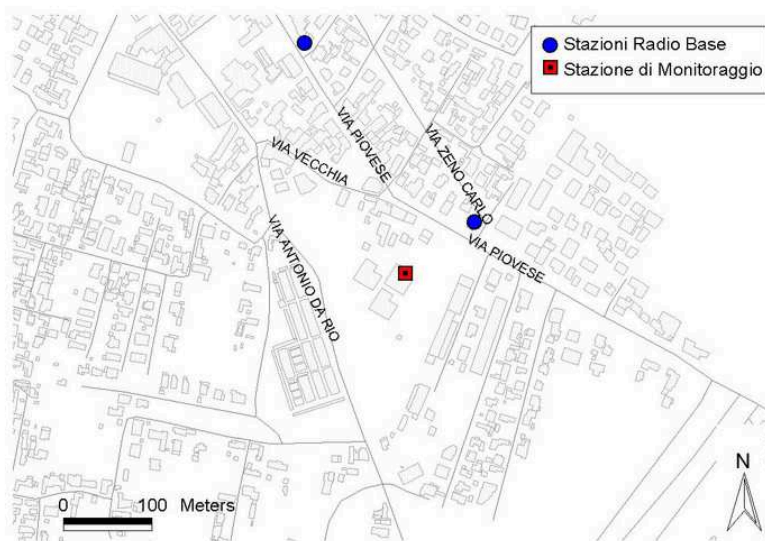 Stazioni Radio Base
Stazione di Monitoraggio
VIA PIOVESE
VIA ZENO CARLO
VIA VECCHIA
VIA PIOVESE
VIA ANTONIO DA RIO
N
0 100 Meters